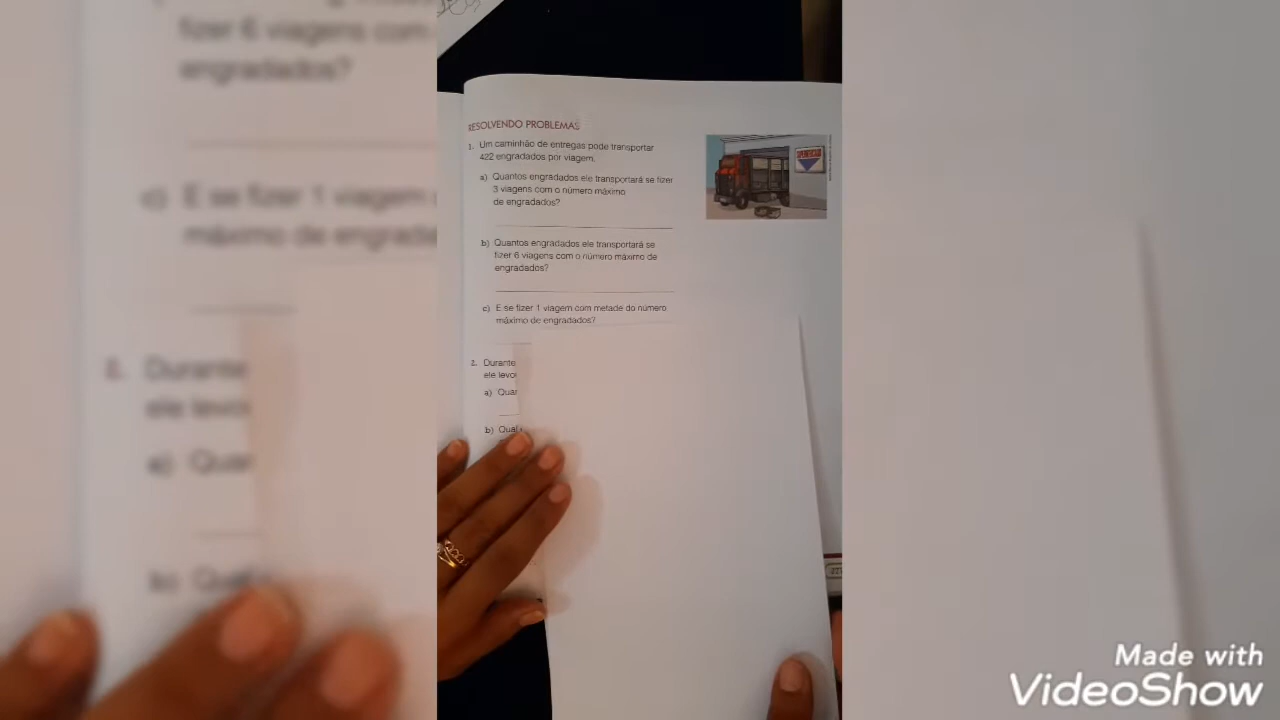 RESOLVENDO PROBLEMAS
1. Um caminhão de entregas pode transportar
422 engradados por viagem.
a) Quantos engradados ele transportará se fizer
3 viagens com o número máximo
de engradados?
b) Quantos engradados ele transportará se
fizer 6 viagens com o número máximo de
engradados?
c) E se fizer 1 viagem com metade do número
máximo de engradados?
2. Durante
ele levou
a) Quan
b) Qual
Made with
VideoShow